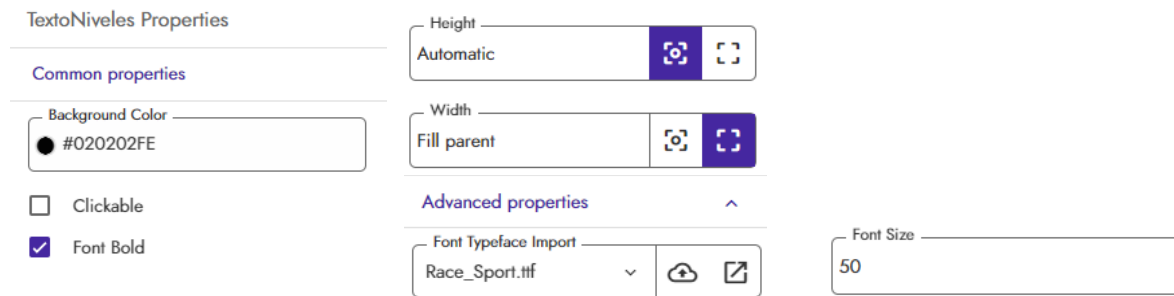 TextoNiveles Properties
Common properties
Background Color
#020202FE
Clickable
Font Bold
Height
Automatic
Width
Fill parent
Advanced properties
Font Typeface Import
Race_Sport.ttf
Font Size
50